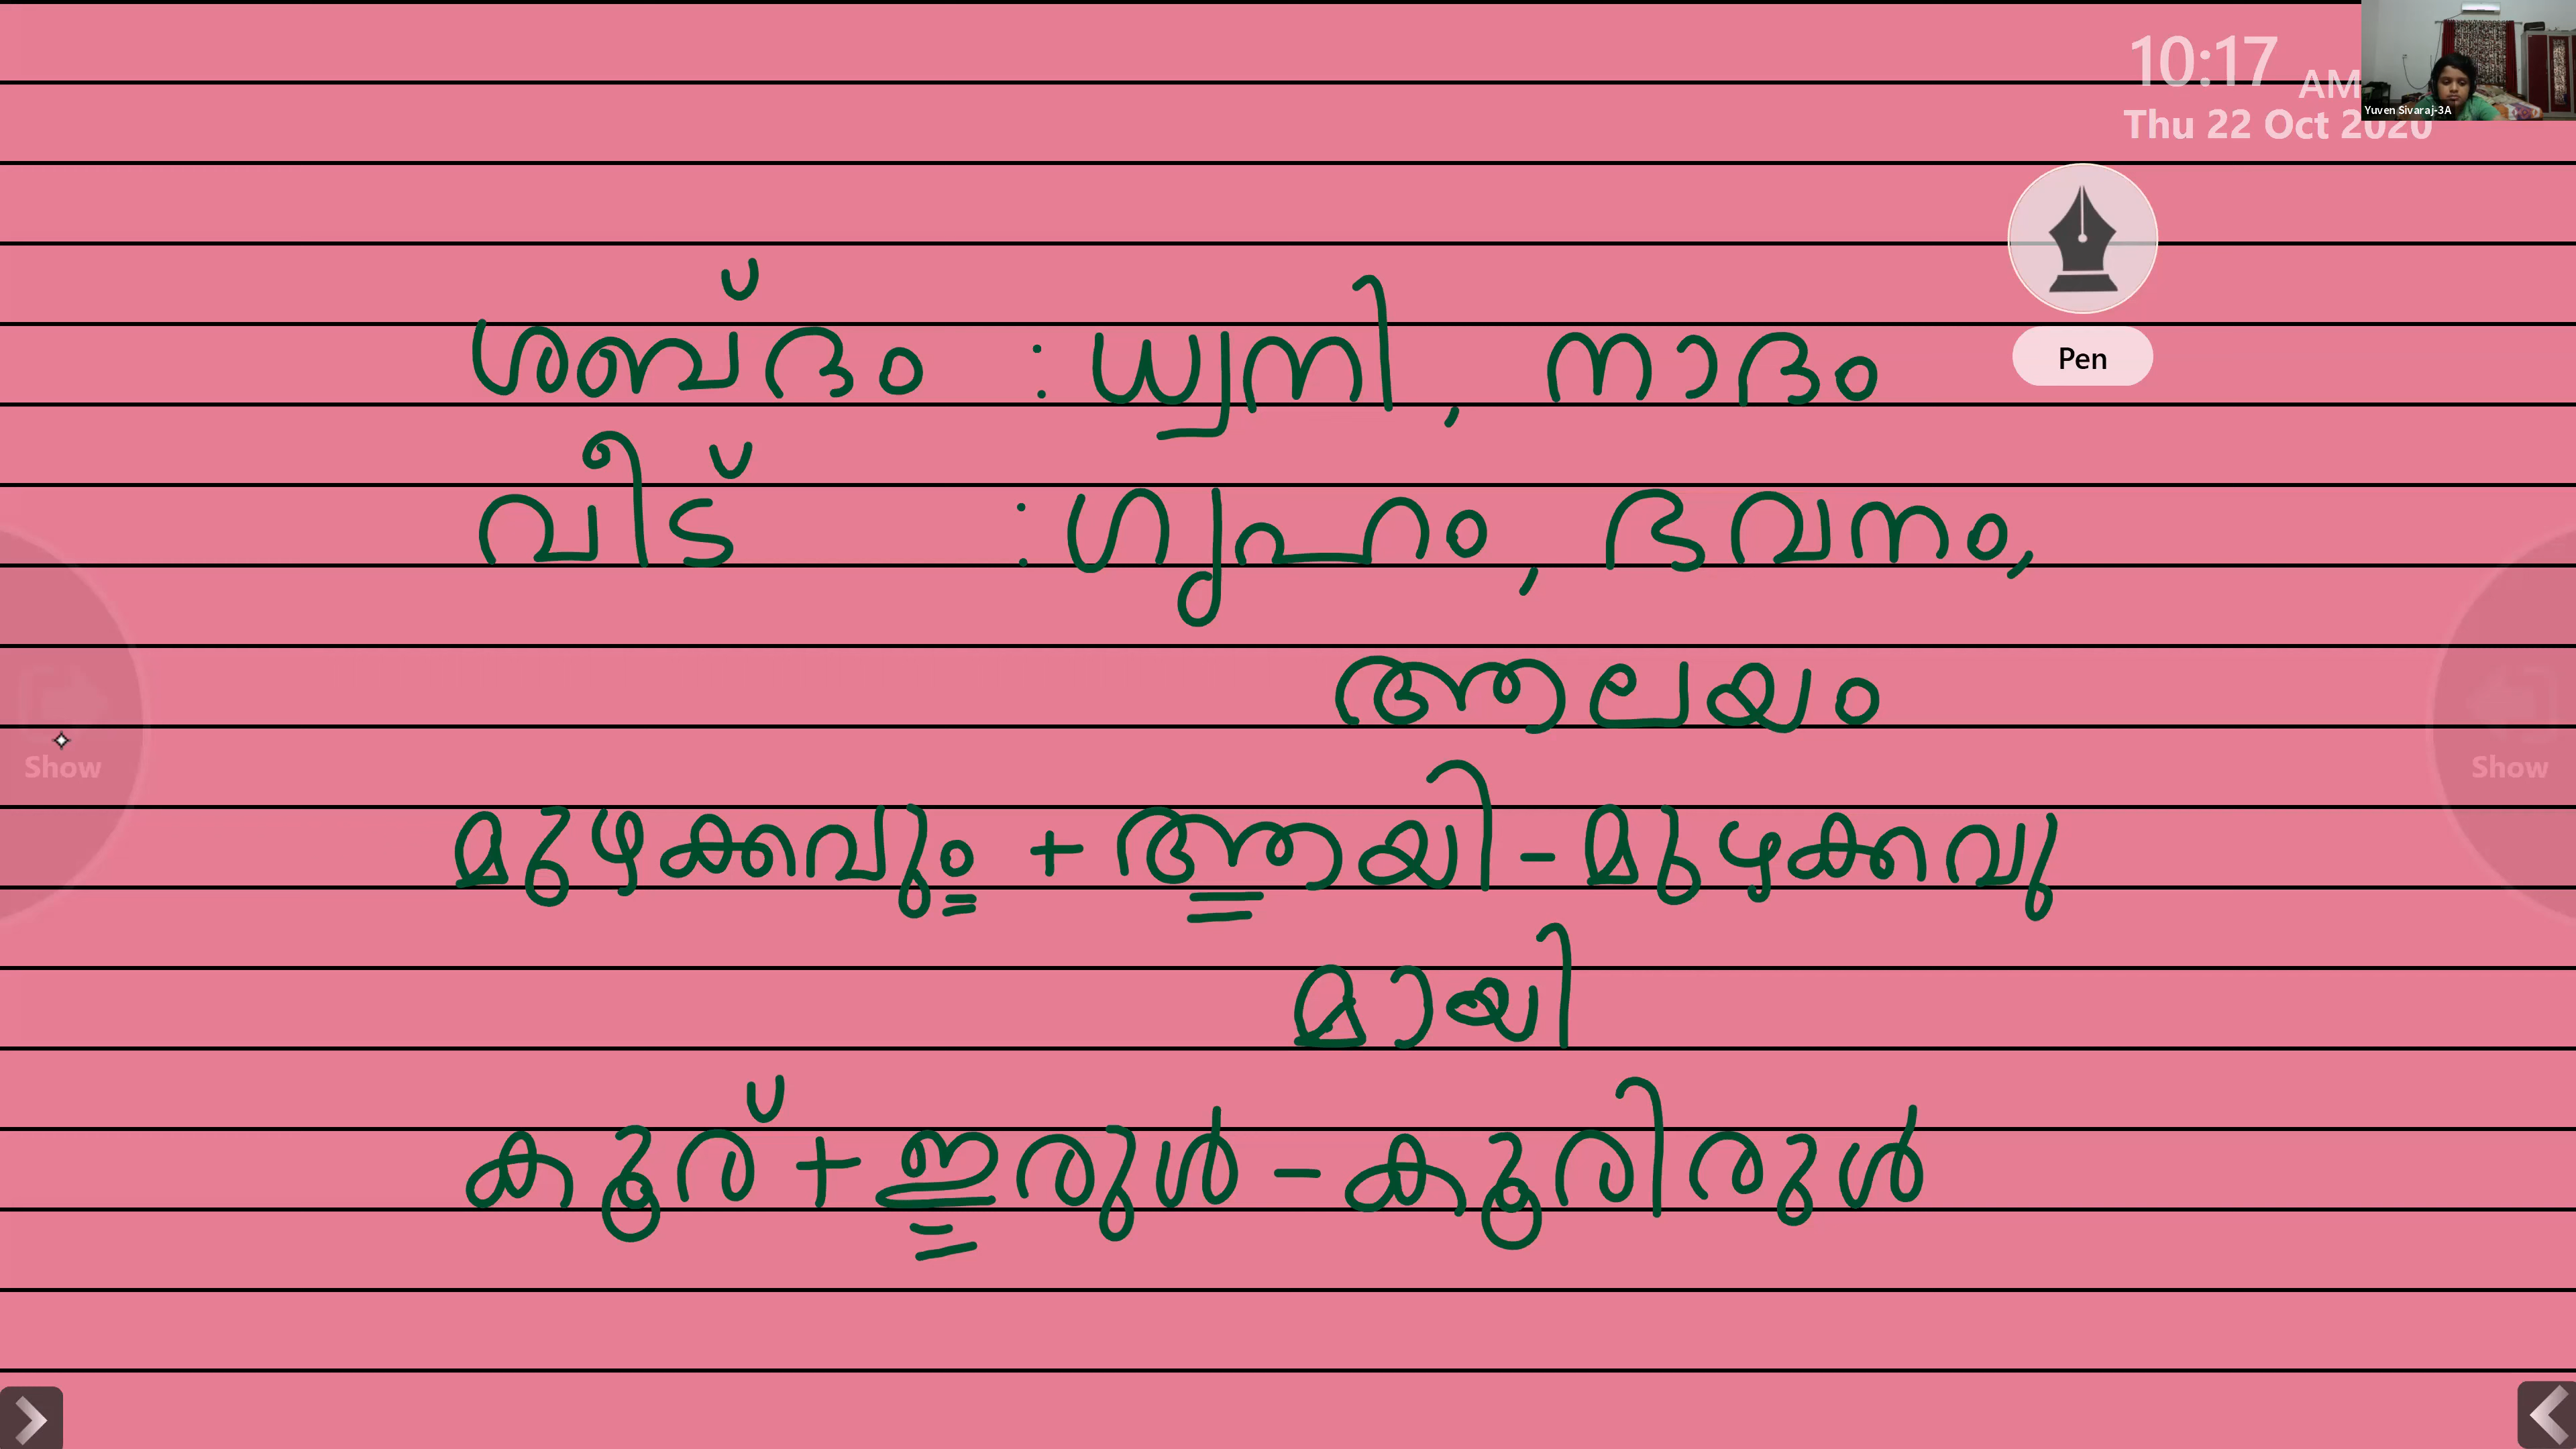 10:17 AM
Yuven Sivaraj-3A
Thu 22 Oct 2020
ശബ്ദം : ധ്വനി, നാദം
Pen
വീട് : ഗൃഹം, ഭവനം,
ആലയം
Show
Show
മുഴക്കവും + ആയി - മുഴക്കവു
മായി
കൂര് + ഇരുൾ - കൂരിരുൾ